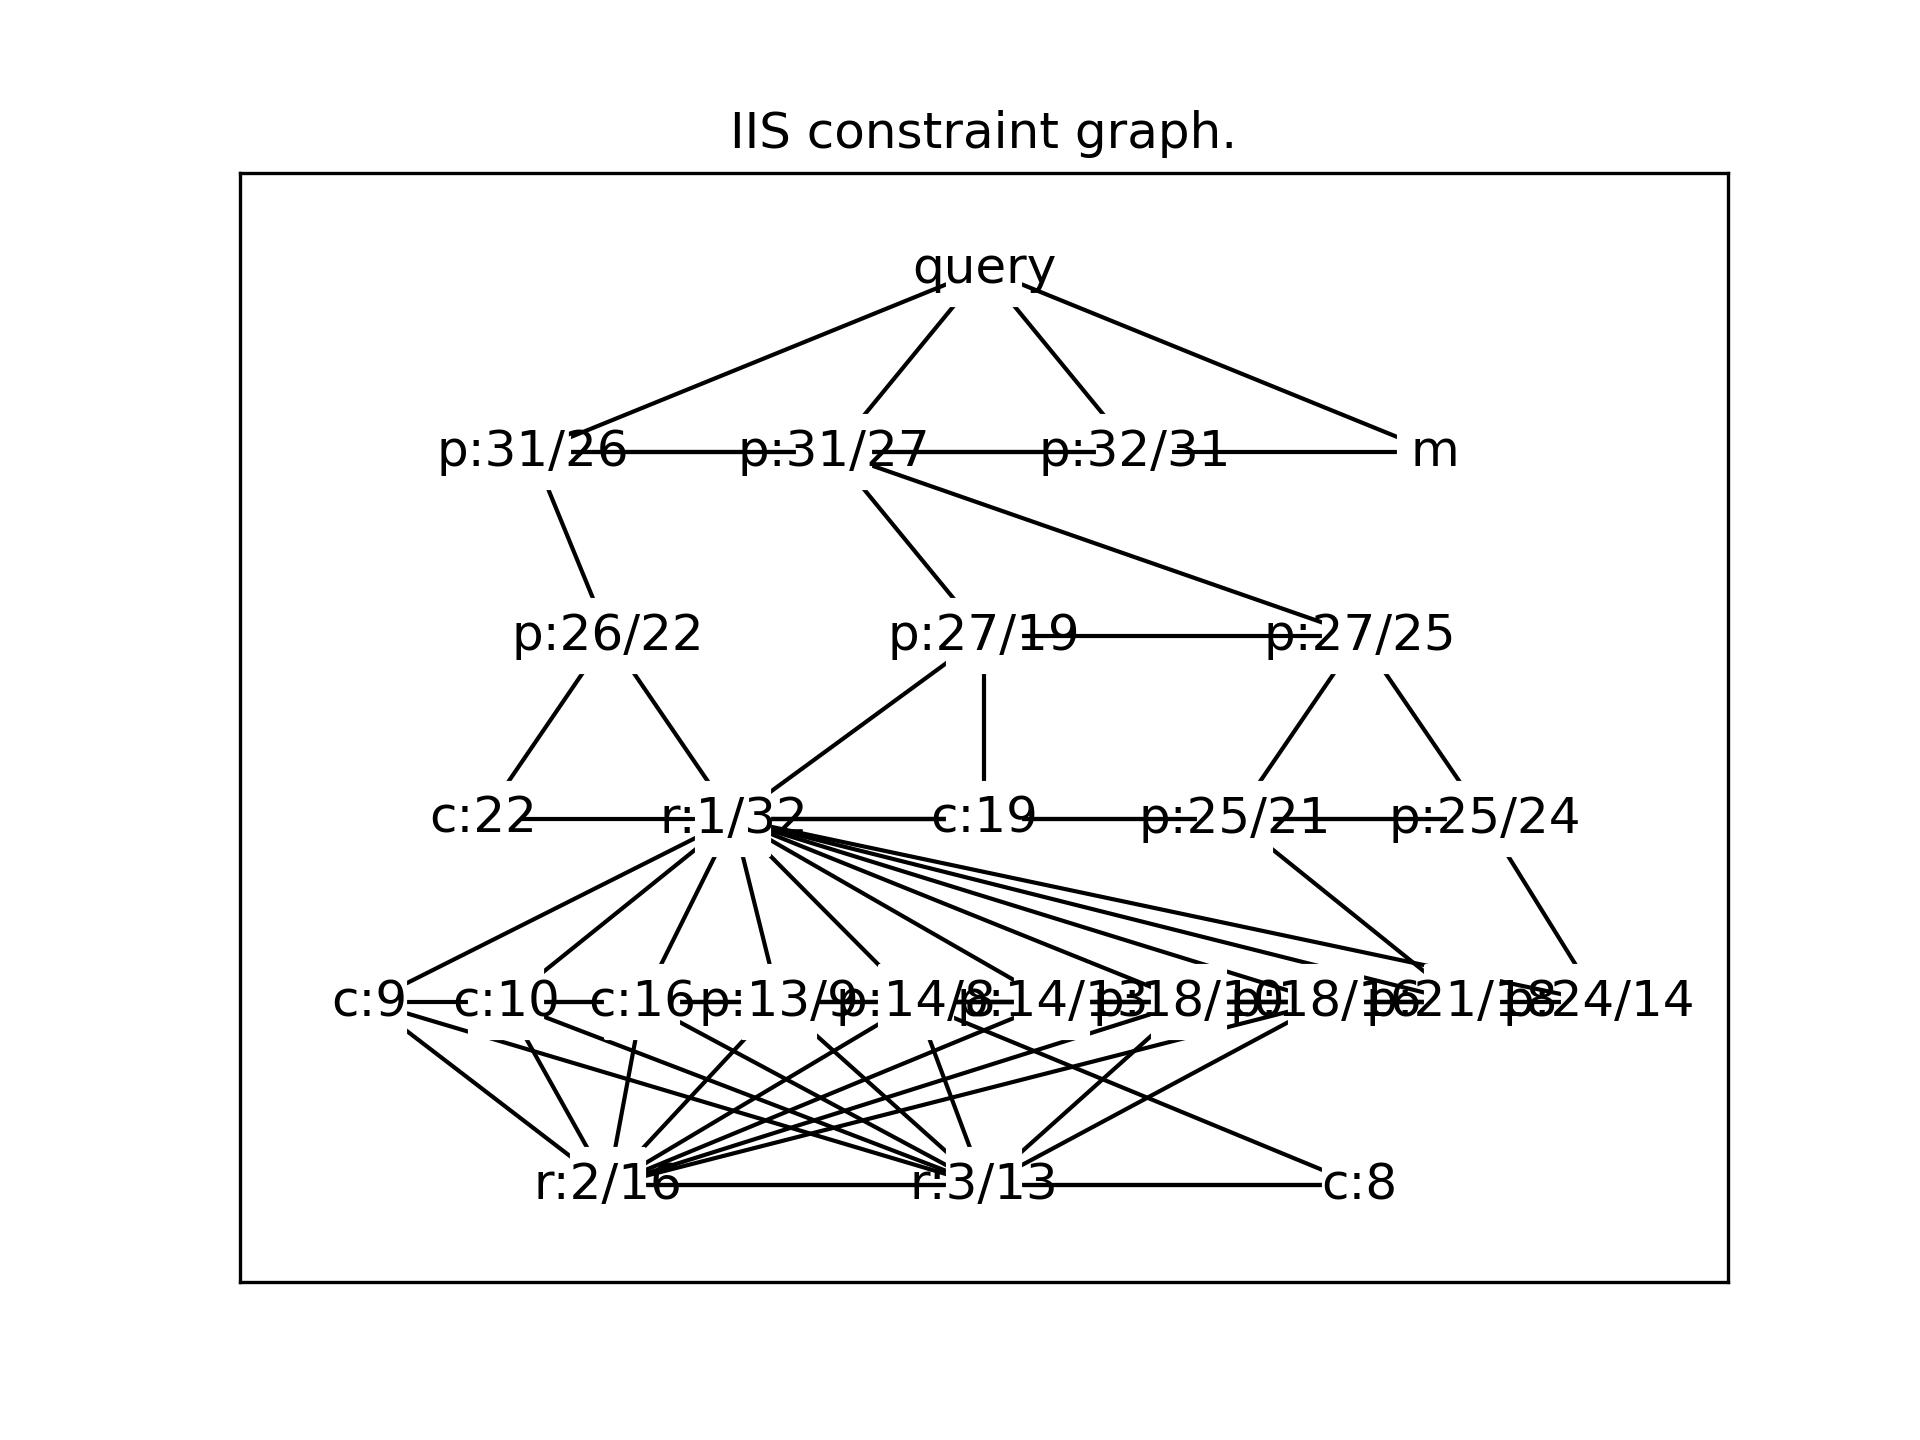 IIS constraint graph.
query
p:31/26 p:31/27 p:32/31 m
p:26/22 p:27/19 p:27/25
c:22 r:1/32 c:19 p:25/21 p:25/24
c:9 c:10 c:16 p:13/9 p:14/8 p:14/13 p:18/10 p:18/16 p:21/18 p:24/14
r:2/16 r:3/13 c:8